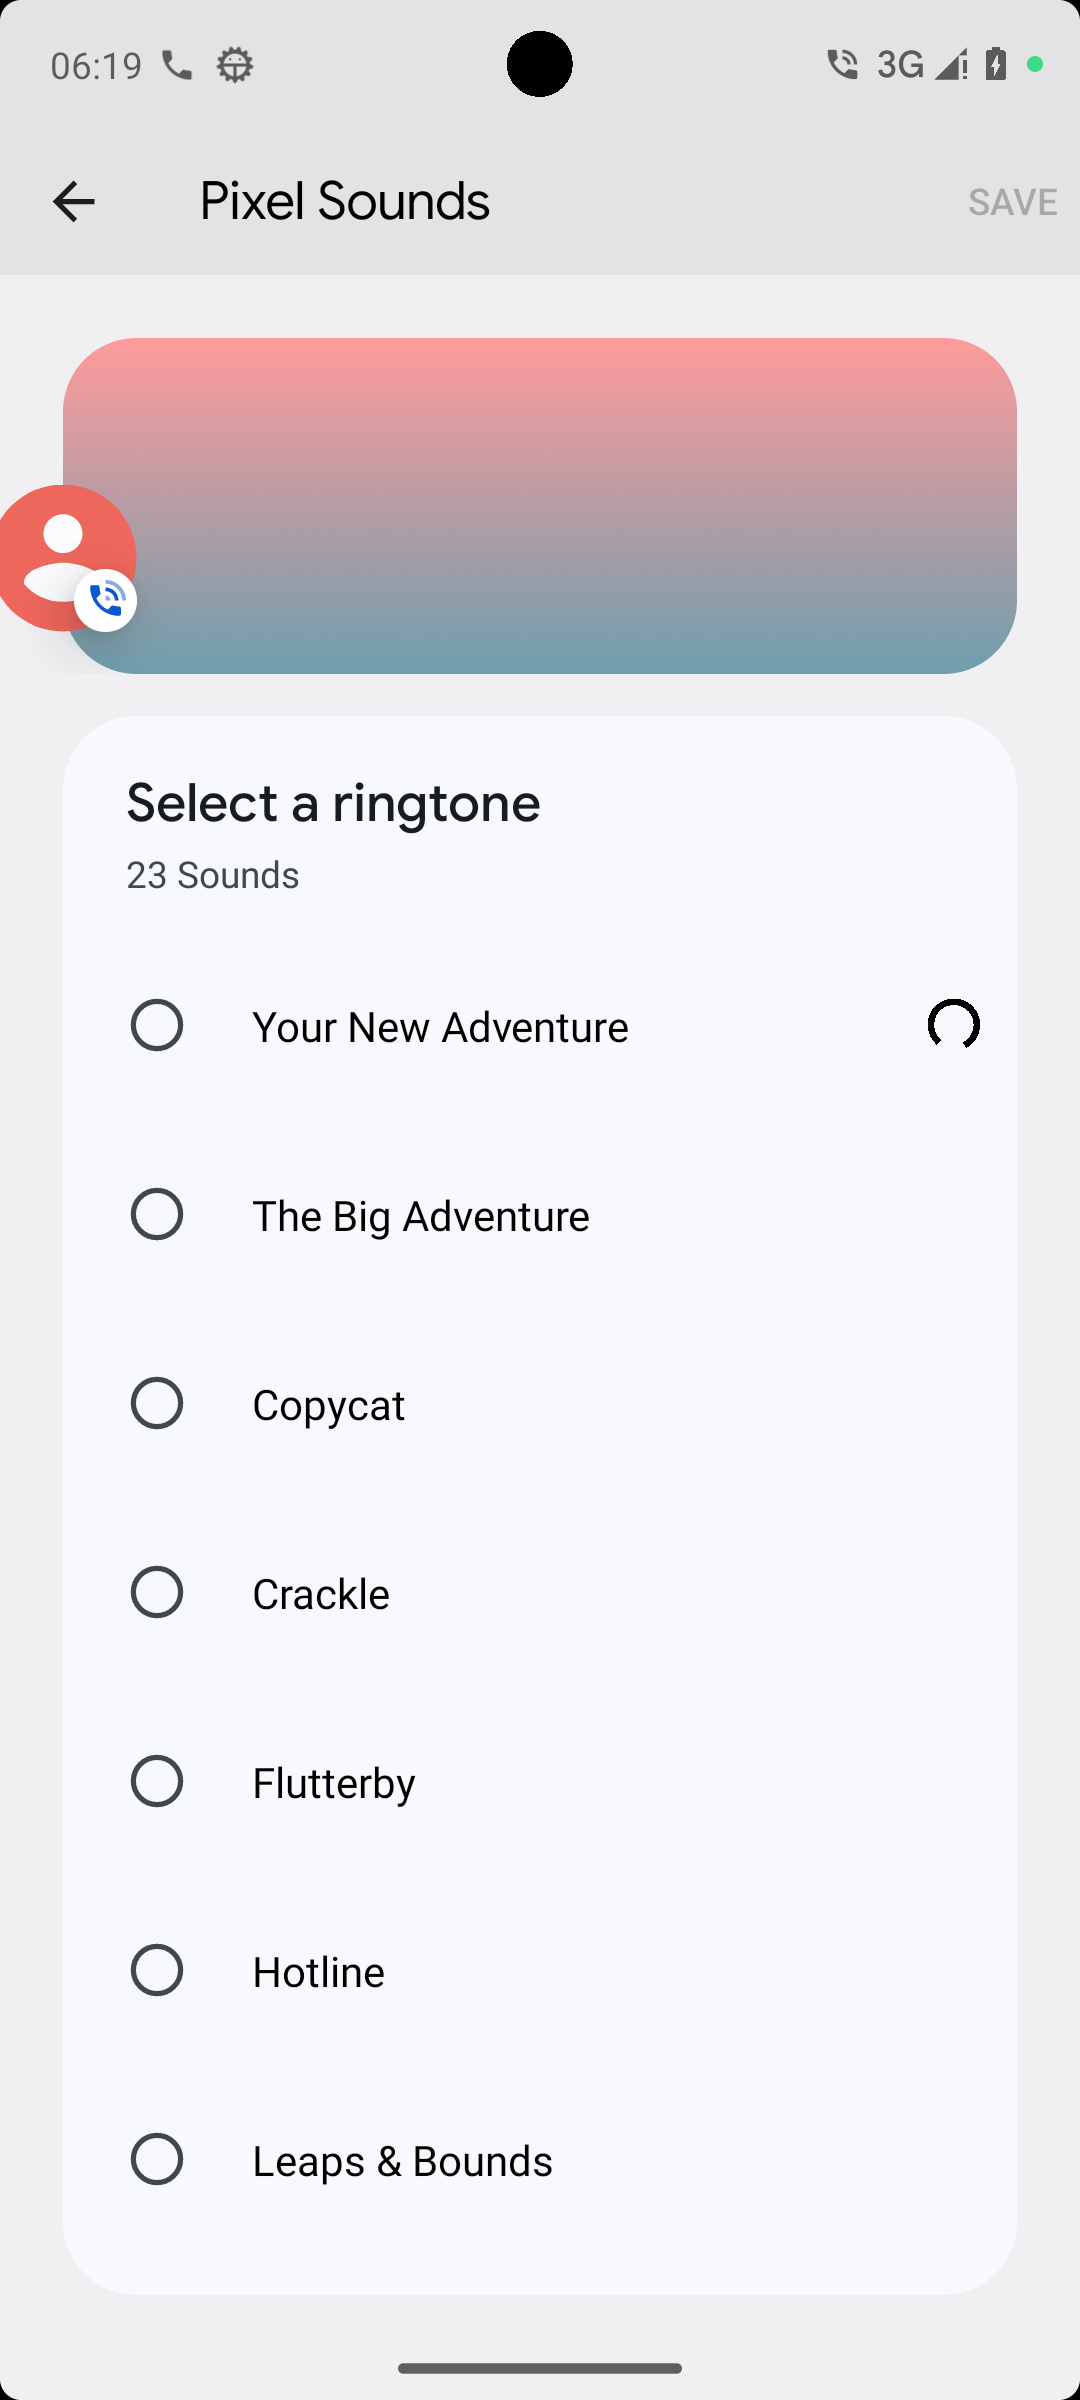 06:19
3G
Pixel Sounds
SAVE
Select a ringtone
23 Sounds
Your New Adventure
The Big Adventure
Copycat
Crackle
Flutterby
Hotline
Leaps & Bounds